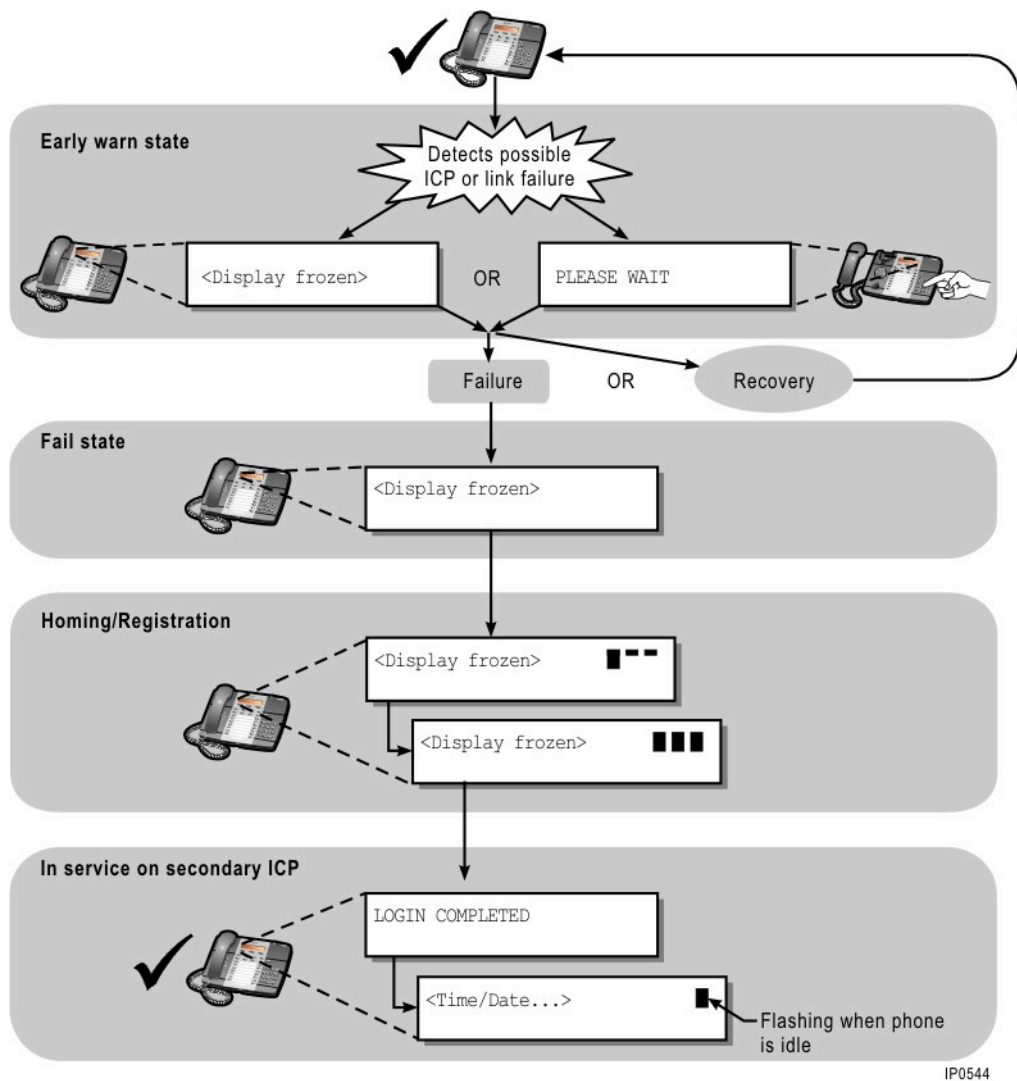 Early warn state
Detects possible
ICP or link failure
<Display frozen>
OR
PLEASE WAIT
Failure
OR
Recovery
Fail state
<Display frozen>
Homing/Registration
<Display frozen>
<Display frozen>
In service on secondary ICP
LOGIN COMPLETED
<Time/Date...>
Flashing when phone
is idle
IP0544